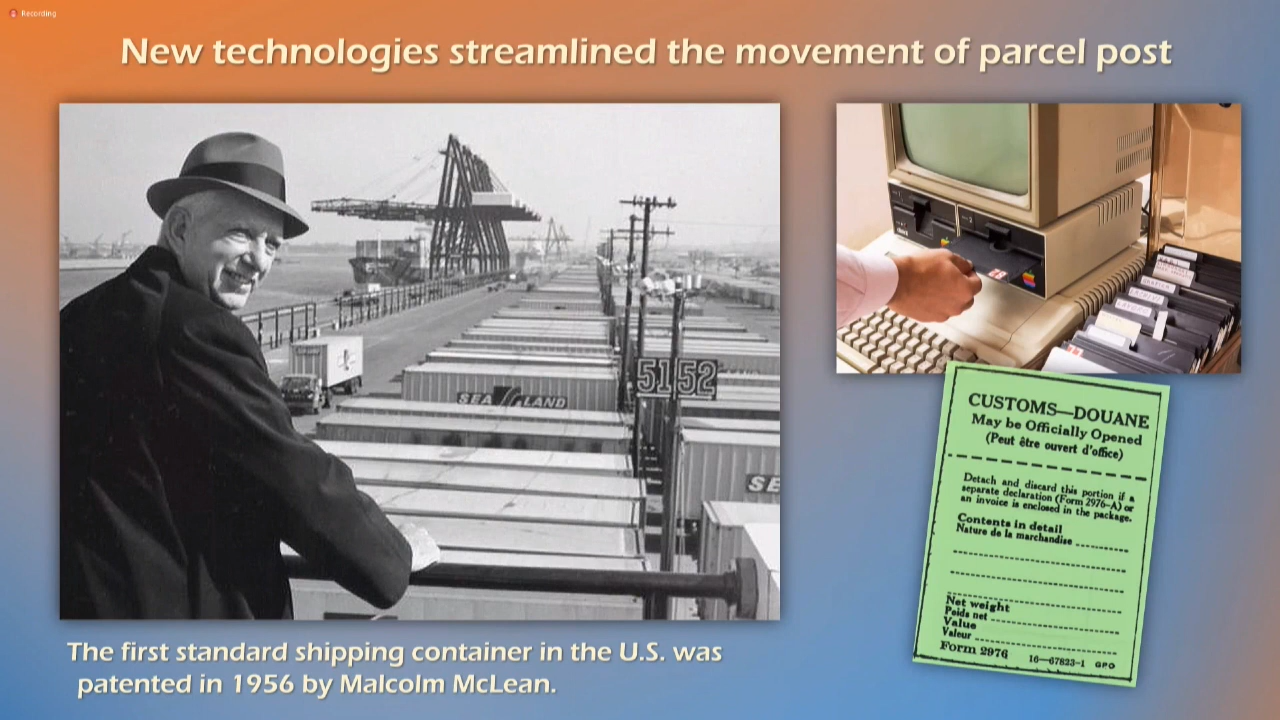 Recording
New technologies streamlined the movement of parcel post
51 52
SEA LAND
SE
CUSTOMS—DOUANE
May be Officially Opened
(Peut être ouvert d'office)
Detach and discard this portion if a
separate declaration (Form 2976-A) or
an invoice is enclosed in the package.
Contents in detail
Nature de la marchandise
Net weight
Poids net
Value
Valeur
Form 2976 16—67823-1 GPO
The first standard shipping container in the U.S. was
patented in 1956 by Malcolm McLean.